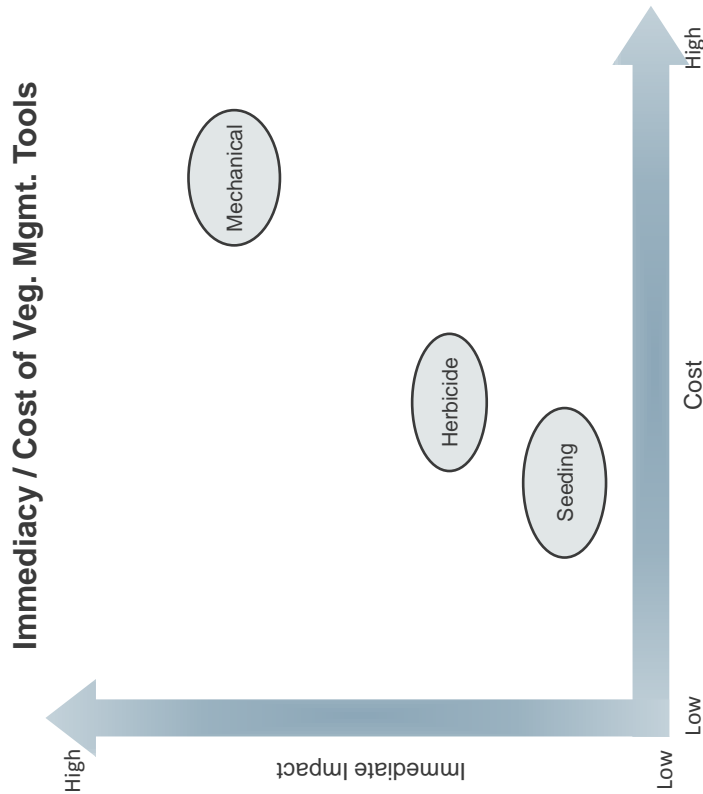 Immediacy / Cost of Veg. Mgmt. Tools
High
Mechanical
Immediate Impact
Herbicide
Seeding
Low
Low
Cost
High